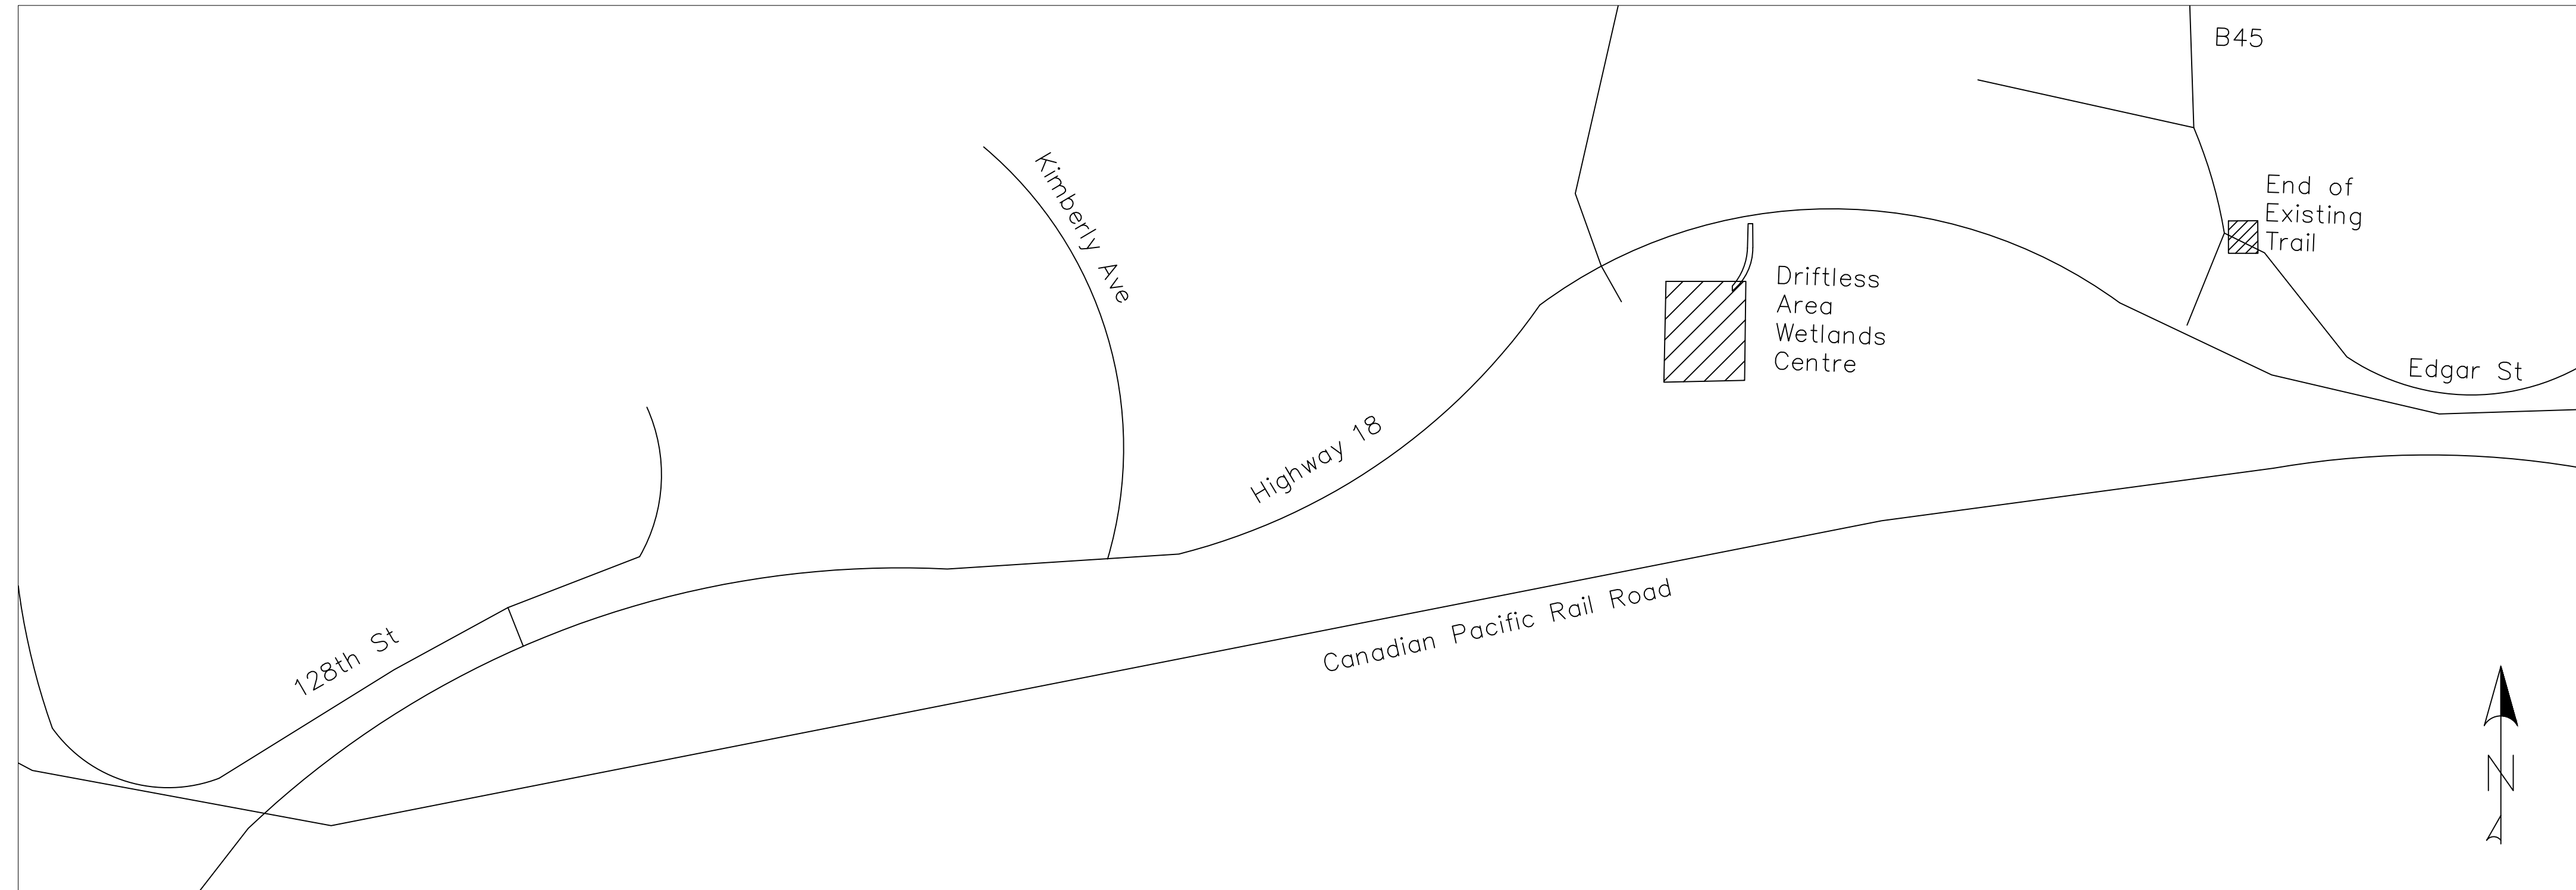 B45
Kimberly Ave
End of
Existing
Trail
Driftless
Area
Wetlands
Centre
Edgar St
Highway 18
128th St
Canadian Pacific Rail Road
N